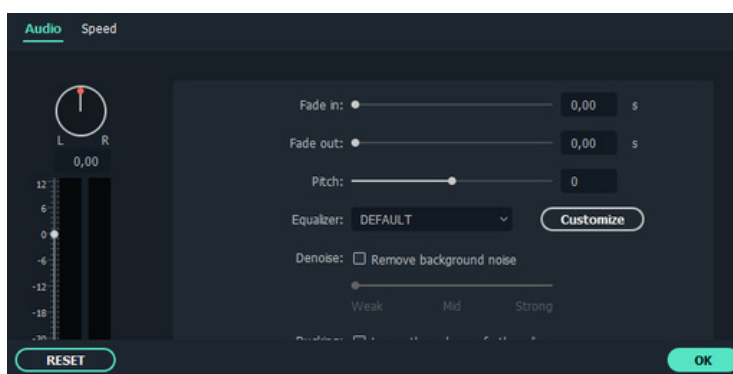 Audio Speed
L R
0,00
12
6
0
-6
-12
-18
Fade in: 0,00 s
Fade out: 0,00 s
Pitch: 0
Equalizer: DEFAULT Customize
Denoise: Remove background noise
Weak Mid Strong
RESET OK